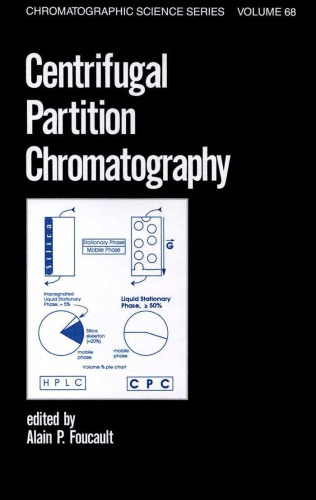 CHROMATOGRAPHIC SCIENCE SERIES VOLUME 68
Centrifugal
Partition
Chromatography
Silica
Stationary Phase
Mobile Phase
G
Impregnated
Liquid Stationary
Phase, ≈ 5%
Liquid Stationary
Phase, ≥ 50%
Silica
skeleton
(≈20%)
mobile
phase
mobile
phase
Volume % pie chart
HPLC
CPC
edited by
Alain P. Foucault